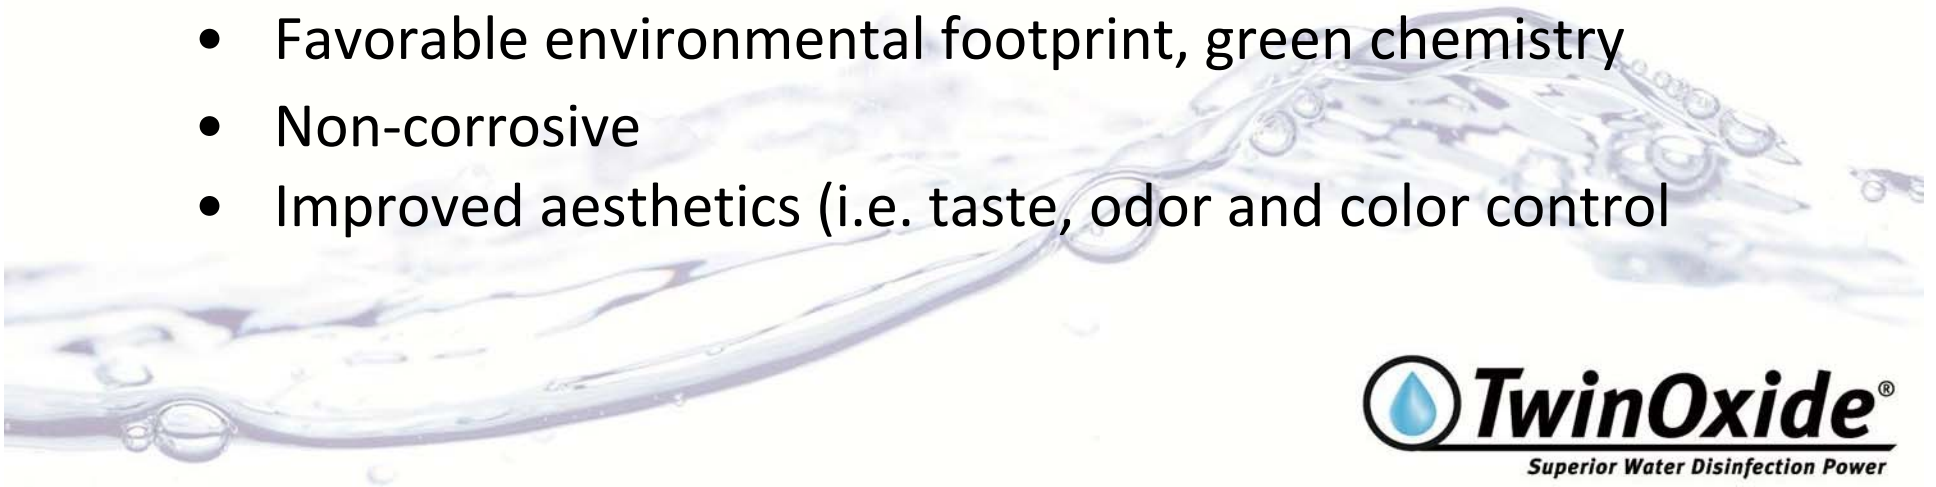 • Favorable environmental footprint, green chemistry
• Non-corrosive
• Improved aesthetics (i.e. taste, odor and color control
TwinOxide®
Superior Water Disinfection Power